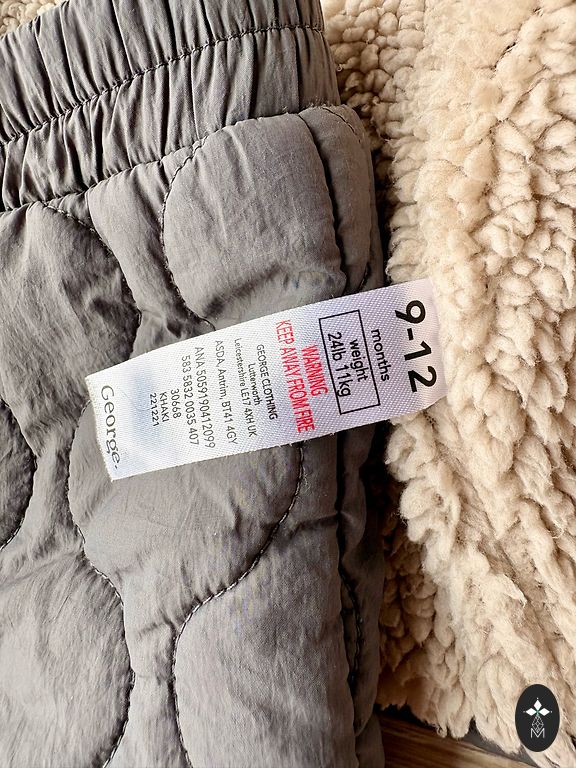 9-12
months
weight
24lb 11kg
WARNING
KEEP AWAY FROM FIRE
GEORGE CLOTHING
Lutterworth
Leicestershire LE17 4XH UK
ASDA, Antrim, BT41 4GY
ANA 5059190412099
583 5832 0035 407
30668
KHAKI
221221
George.
M